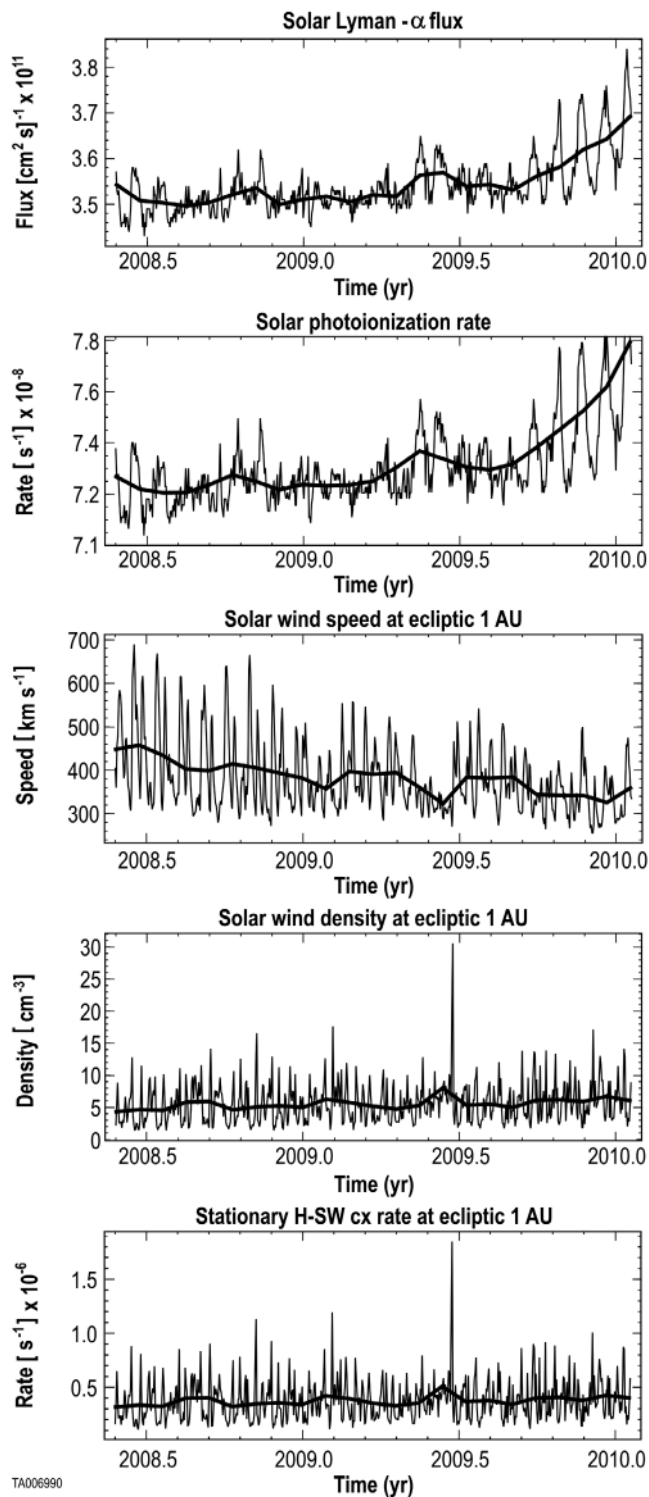 Solar Lyman - α flux
Flux [cm² s]⁻¹ x 10¹¹
3.8
3.7
3.6
3.5
2008.5 2009.0 2009.5 2010.0
Time (yr)
Solar photoionization rate
Rate [ s⁻¹] x 10⁻⁸
7.8
7.6
7.4
7.2
7.1
2008.5 2009.0 2009.5 2010.0
Time (yr)
Solar wind speed at ecliptic 1 AU
Speed [ km s⁻¹]
700
600
500
400
300
2008.5 2009.0 2009.5 2010.0
Time (yr)
Solar wind density at ecliptic 1 AU
Density [ cm⁻³]
30
25
20
15
10
5
0
2008.5 2009.0 2009.5 2010.0
Time (yr)
Stationary H-SW cx rate at ecliptic 1 AU
Rate [ s⁻¹] x 10⁻⁶
1.5
1.0
0.5
2008.5 2009.0 2009.5 2010.0
Time (yr)
TA006990